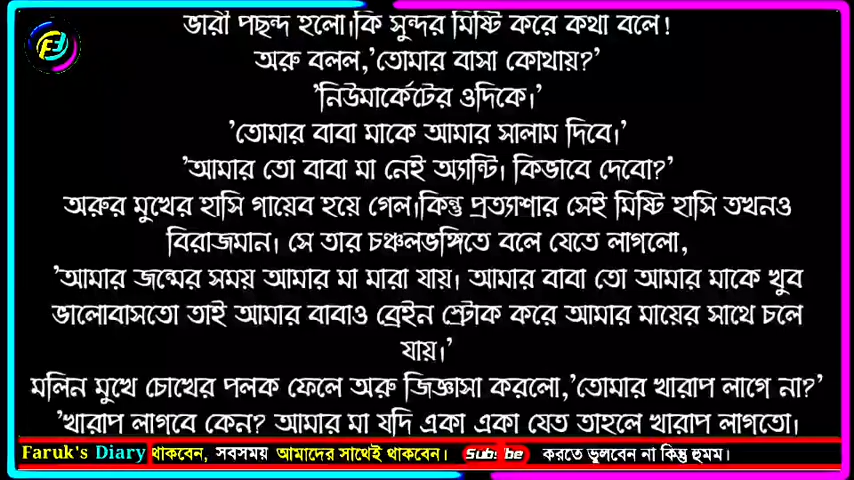 ভারী পছন্দ হলো।কি সুন্দর মিষ্টি করে কথা বলে!
অরু বলল,'তোমার বাসা কোথায়?'
'নিউমার্কেটের ওদিকে।'
'তোমার বাবা মাকে আমার সালাম দিবে।'
'আমার তো বাবা মা নেই অ্যান্টি। কিভাবে দেবো?'
অরুর মুখের হাসি গায়েব হয়ে গেল।কিন্তু প্রত্যাশার সেই মিষ্টি হাসি তখনও
বিরাজমান। সে তার চঞ্চলভঙ্গিতে বলে যেতে লাগলো,
'আমার জন্মের সময় আমার মা মারা যায়। আমার বাবা তো আমার মাকে খুব
ভালোবাসতো তাই আমার বাবাও ব্রেইন স্ট্রোক করে আমার মায়ের সাথে চলে
যায়।'
মলিন মুখে চোখের পলক ফেলে অরু জিজ্ঞাসা করলো,'তোমার খারাপ লাগে না?'
'খারাপ লাগবে কেন? আমার মা যদি একা একা যেত তাহলে খারাপ লাগতো।
Faruk's Diary থাকবেন, সবসময় আমাদের সাথেই থাকবেন। করতে ভুলবেন না কিন্তু হুমম।